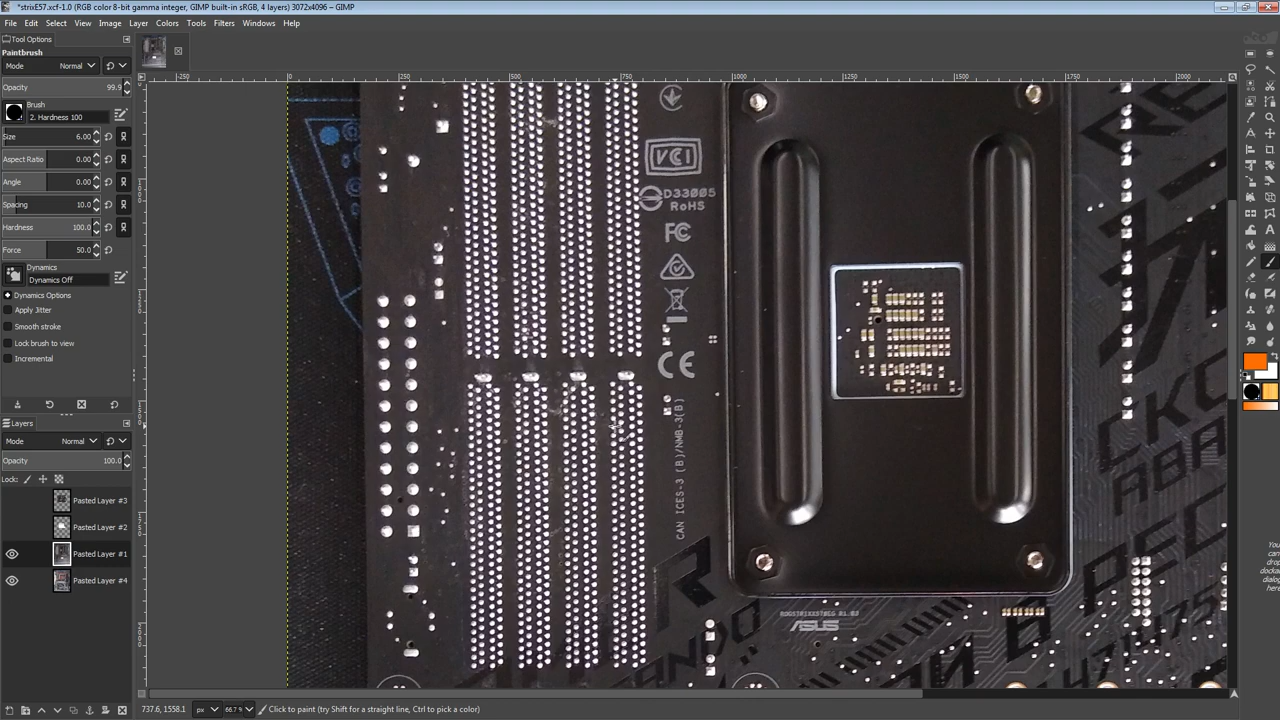 *strixE57.xcf-1.0 (RGB color 8-bit gamma integer, GIMP built-in sRGB, 4 layers) 3072x4096 – GIMP
File Edit Select View Image Layer Colors Tools Filters Windows Help
Tool Options
Paintbrush
Mode Normal
Opacity 99.9
Brush
2. Hardness 100
Size 6.00
Aspect Ratio 0.00
Angle 0.00
Spacing 10.0
Hardness 100.0
Force 50.0
Dynamics
Dynamics Off
Dynamics Options
Apply Jitter
Smooth stroke
Lock brush to view
Incremental
Layers
Mode Normal
Opacity 100.0
Lock:
Pasted Layer #3
Pasted Layer #2
Pasted Layer #1
Pasted Layer #4
-250 0 250 500 750 1000 1250 1500 1750 2000
VCI
D33005
RoHS
FC
CE
CAN ICES-3 (B)/NMB-3(B)
R
ASUS
471475
You
can
drop
dockab
dialog
here
737.6, 1558.1 px 66.7 % Click to paint (try Shift for a straight line, Ctrl to pick a color)